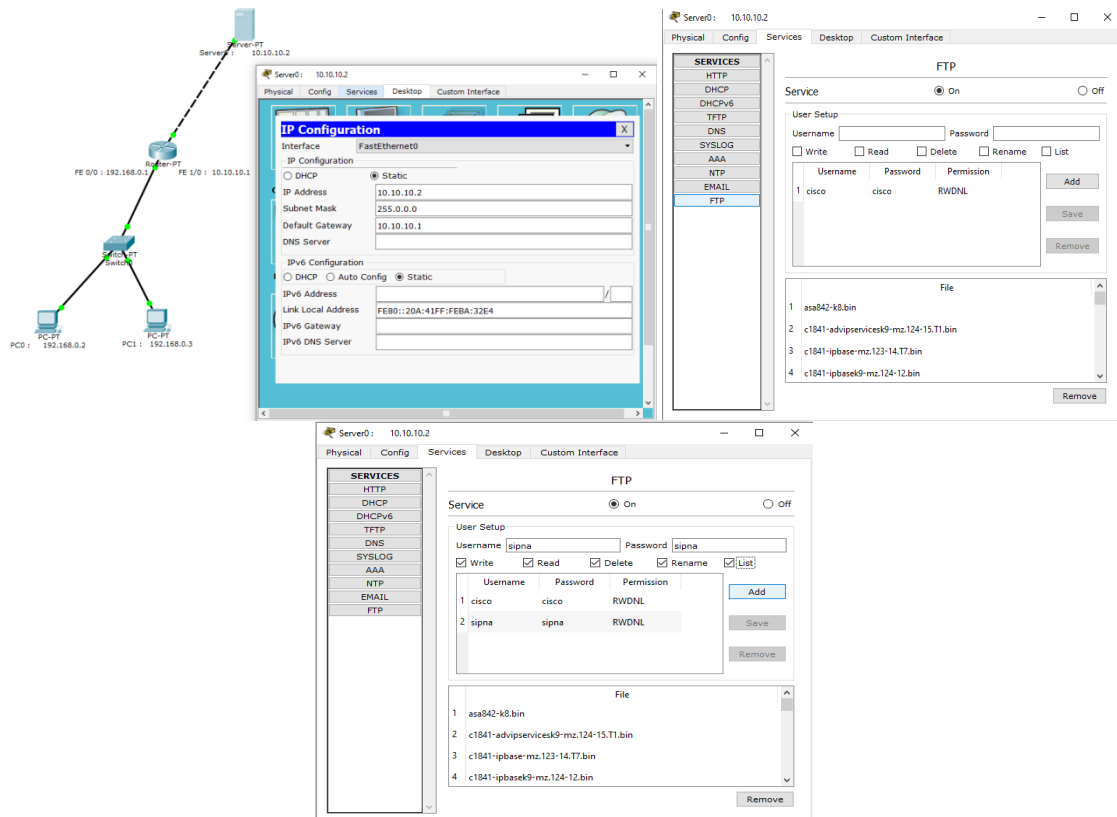 Server-PT
Server0 : 10.10.10.2
Router-PT
FE 0/0 : 192.168.0.1 FE 1/0 : 10.10.10.1
Switch-PT
Switch0
PC-PT
PC0 : 192.168.0.2
PC-PT
PC1 : 192.168.0.3
Server0 : 10.10.10.2
Physical Config Services Desktop Custom Interface
IP Configuration X
Interface FastEthernet0
IP Configuration
DHCP Static
IP Address 10.10.10.2
Subnet Mask 255.0.0.0
Default Gateway 10.10.10.1
DNS Server
IPv6 Configuration
DHCP Auto Config Static
IPv6 Address /
Link Local Address FE80::20A:41FF:FEBA:32E4
IPv6 Gateway
IPv6 DNS Server
Server0 : 10.10.10.2
Physical Config Services Desktop Custom Interface
SERVICES
HTTP
DHCP
DHCPv6
TFTP
DNS
SYSLOG
AAA
NTP
EMAIL
FTP
FTP
Service On Off
User Setup
Username Password
Write Read Delete Rename List
Username Password Permission
1 cisco cisco RWDNL
Add
Save
Remove
File
1 asa842-k8.bin
2 c1841-advipservicesk9-mz.124-15.T1.bin
3 c1841-ipbase-mz.123-14.T7.bin
4 c1841-ipbasek9-mz.124-12.bin
Remove
Server0 : 10.10.10.2
Physical Config Services Desktop Custom Interface
SERVICES
HTTP
DHCP
DHCPv6
TFTP
DNS
SYSLOG
AAA
NTP
EMAIL
FTP
FTP
Service On Off
User Setup
Username sipna Password sipna
Write Read Delete Rename List
Username Password Permission
1 cisco cisco RWDNL
2 sipna sipna RWDNL
Add
Save
Remove
File
1 asa842-k8.bin
2 c1841-advipservicesk9-mz.124-15.T1.bin
3 c1841-ipbase-mz.123-14.T7.bin
4 c1841-ipbasek9-mz.124-12.bin
Remove